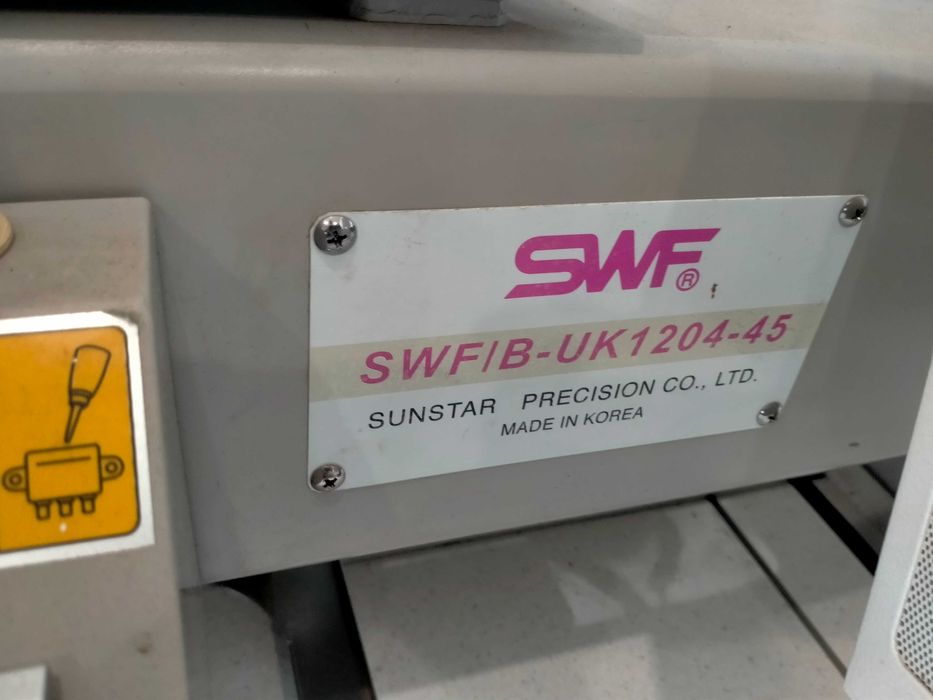 SWF®
SWF/B-UK1204-45
SUNSTAR PRECISION CO., LTD.
MADE IN KOREA